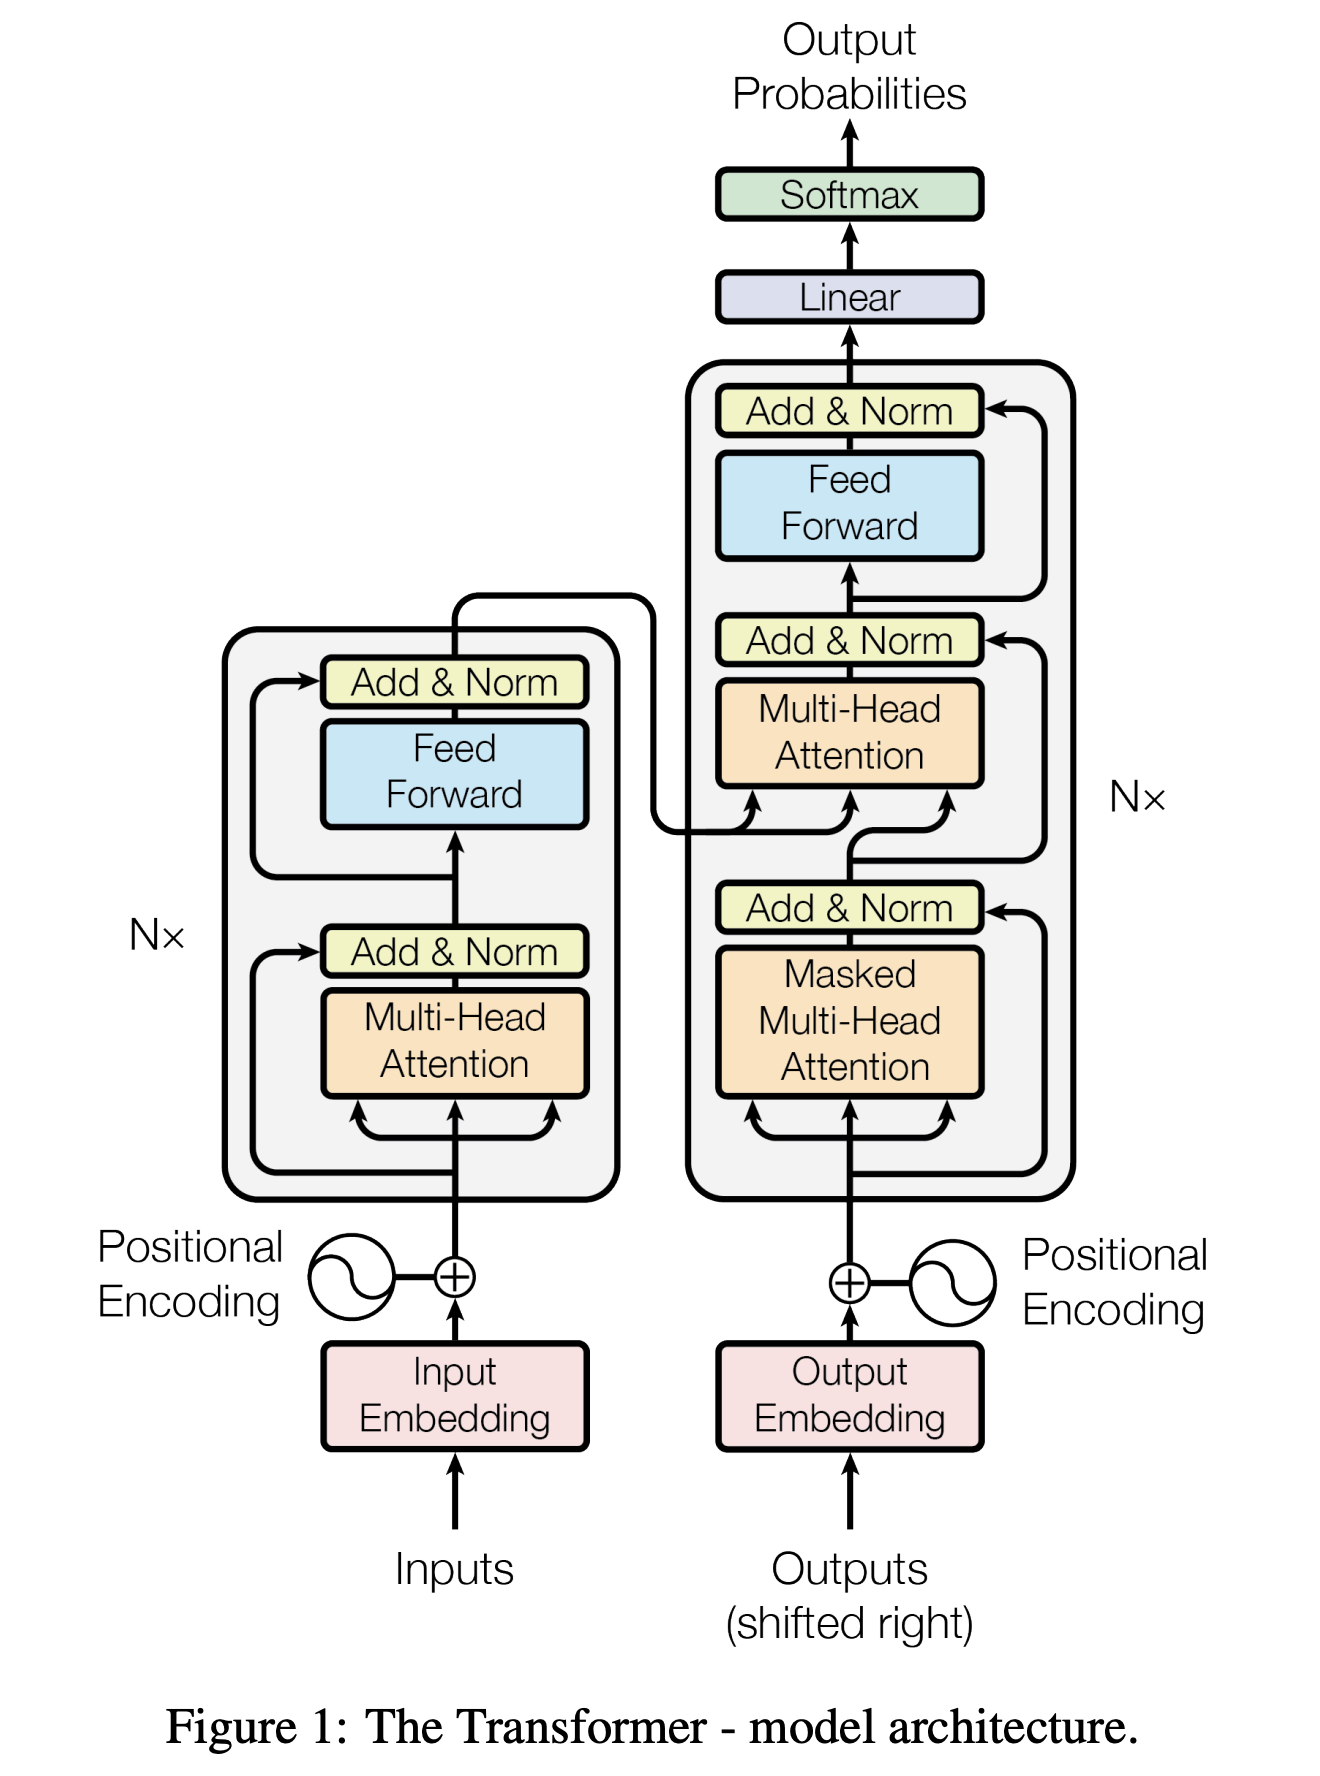 Output
Probabilities
Softmax
Linear
Add & Norm
Feed
Forward
Add & Norm
Multi-Head
Attention
Add & Norm
Masked
Multi-Head
Attention
Nx
Add & Norm
Feed
Forward
Add & Norm
Multi-Head
Attention
Nx
Positional
Encoding
Positional
Encoding
Input
Embedding
Output
Embedding
Inputs
Outputs
(shifted right)
Figure 1: The Transformer - model architecture.